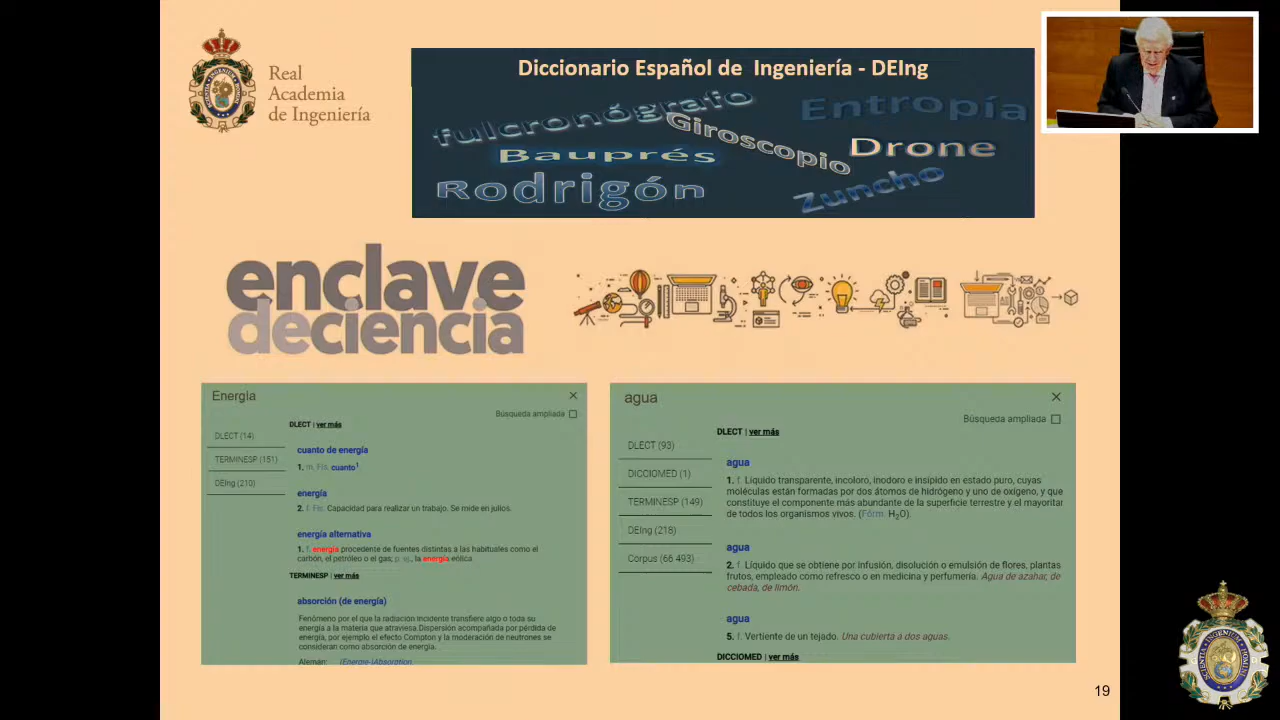 Real
Academia
de Ingeniería
Diccionario Español de Ingeniería - DEIng
fulcronógrafo
Giroscopio
Entropía
Bauprés
Drone
Rodrigón
Zuncho
enclave
deciencia
Energía
Búsqueda ampliada
DLECT | ver más
DLECT (14)
TERMINESP (151)
DEIng (210)
cuanto de energía
1. m. Fís. cuanto¹
energía
2. f. Fís. Capacidad para realizar un trabajo. Se mide en julios.
energía alternativa
1. f. energía procedente de fuentes distintas a las habituales como el
carbón, el petróleo o el gas; p. ej., la energía eólica
TERMINESP | ver más
absorción (de energía)
Fenómeno por el que la radiación incidente transfiere algo o toda su
energía a la materia que atraviesa.Dispersión acompañada por pérdida de
energía, por ejemplo el efecto Compton y la moderación de neutrones se
consideran como absorción de energía.
Alemán: (Energie-)Absorption
agua
Búsqueda ampliada
DLECT | ver más
DLECT (93)
DICCIOMED (1)
TERMINESP (149)
DEIng (218)
Corpus (66 493)
agua
1. f. Líquido transparente, incoloro, inodoro e insípido en estado puro, cuyas
moléculas están formadas por dos átomos de hidrógeno y uno de oxígeno, y que
constituye el componente más abundante de la superficie terrestre y el mayoritar
de todos los organismos vivos. (Fórm. H₂O).
agua
2. f. Líquido que se obtiene por infusión, disolución o emulsión de flores, plantas
frutos, empleado como refresco o en medicina y perfumería. Agua de azahar, de
cebada, de limón.
agua
5. f. Vertiente de un tejado. Una cubierta a dos aguas.
DICCIOMED | ver más
19